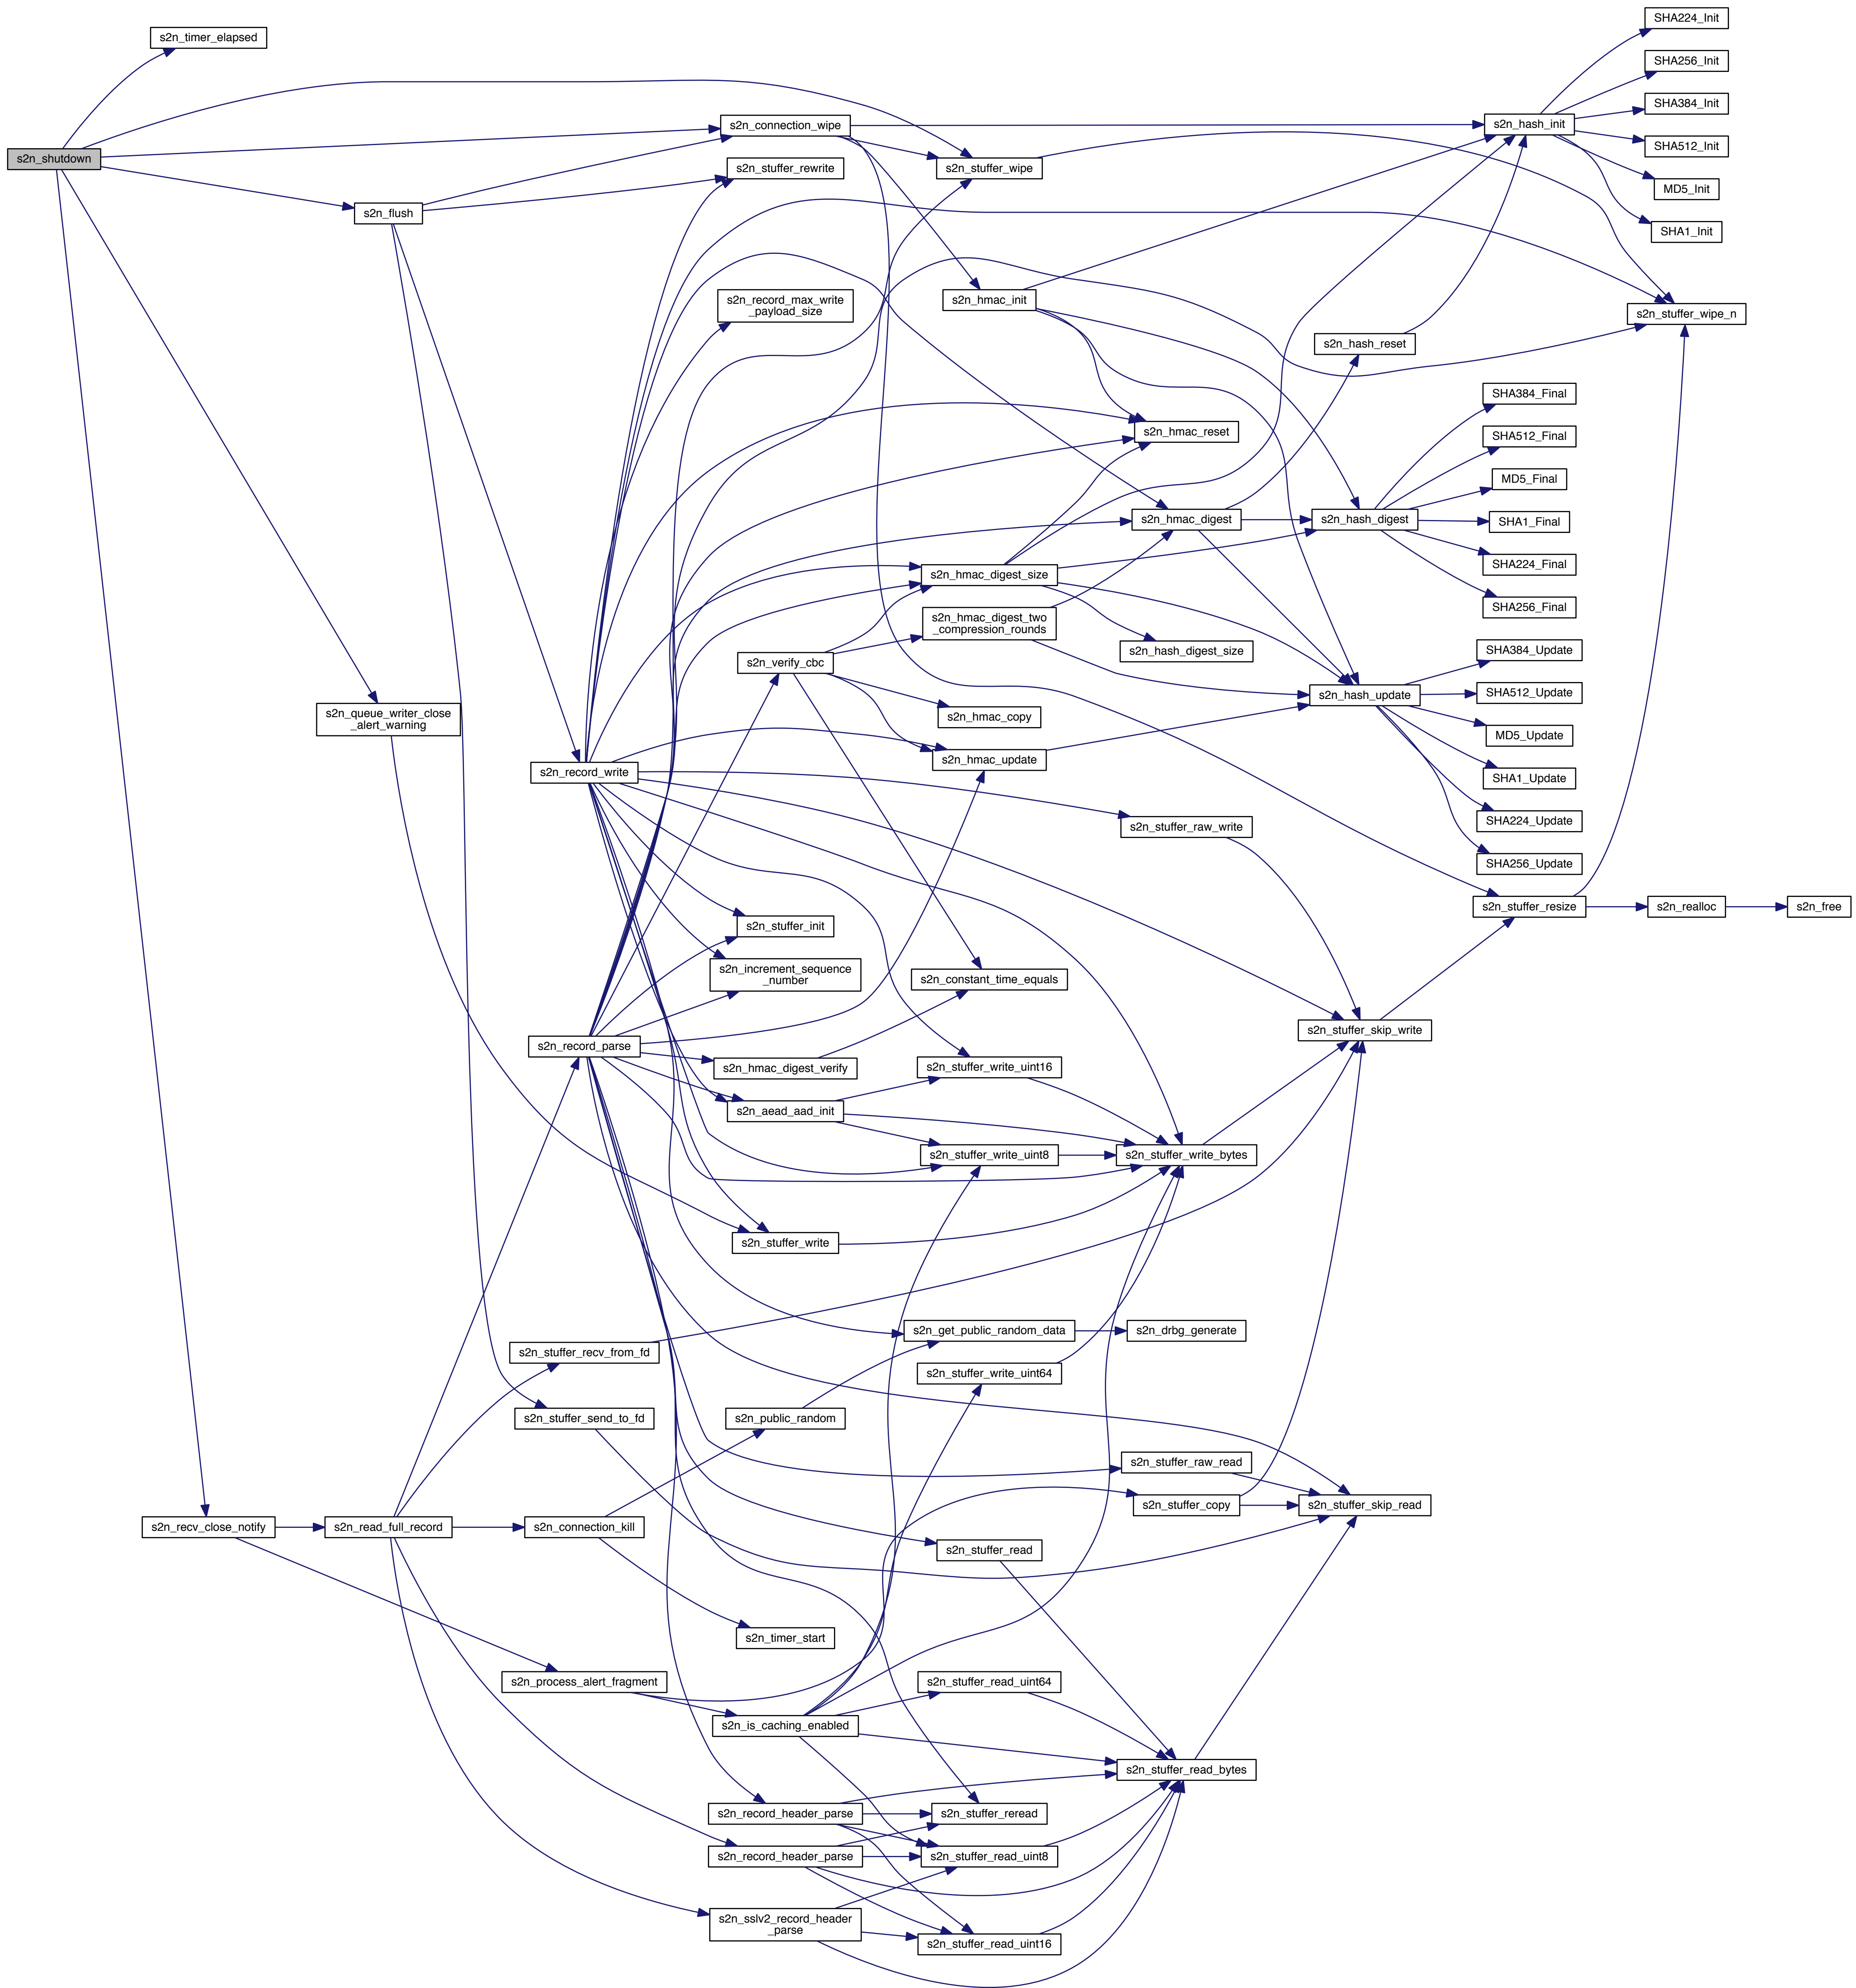 SHA224_Init
s2n_timer_elapsed
SHA256_Init
SHA384_Init
s2n_connection_wipe
s2n_hash_init
SHA512_Init
s2n_shutdown
s2n_stuffer_rewrite
s2n_stuffer_wipe
MD5_Init
s2n_flush
SHA1_Init
s2n_record_max_write
_payload_size
s2n_hmac_init
s2n_stuffer_wipe_n
s2n_hash_reset
SHA384_Final
s2n_hmac_reset
SHA512_Final
MD5_Final
s2n_hmac_digest
s2n_hash_digest
SHA1_Final
SHA224_Final
s2n_hmac_digest_size
SHA256_Final
s2n_hmac_digest_two
_compression_rounds
s2n_hash_digest_size
SHA384_Update
s2n_verify_cbc
s2n_hash_update
SHA512_Update
s2n_queue_writer_close
_alert_warning
s2n_hmac_copy
MD5_Update
s2n_record_write
s2n_hmac_update
SHA1_Update
s2n_stuffer_raw_write
SHA224_Update
SHA256_Update
s2n_stuffer_init
s2n_stuffer_resize
s2n_realloc
s2n_free
s2n_increment_sequence
_number
s2n_constant_time_equals
s2n_record_parse
s2n_stuffer_skip_write
s2n_hmac_digest_verify
s2n_stuffer_write_uint16
s2n_aead_aad_init
s2n_stuffer_write_uint8
s2n_stuffer_write_bytes
s2n_stuffer_write
s2n_get_public_random_data
s2n_drbg_generate
s2n_stuffer_recv_from_fd
s2n_stuffer_write_uint64
s2n_stuffer_send_to_fd
s2n_public_random
s2n_stuffer_raw_read
s2n_stuffer_copy
s2n_stuffer_skip_read
s2n_recv_close_notify
s2n_read_full_record
s2n_connection_kill
s2n_stuffer_read
s2n_timer_start
s2n_process_alert_fragment
s2n_stuffer_read_uint64
s2n_is_caching_enabled
s2n_stuffer_read_bytes
s2n_record_header_parse
s2n_stuffer_reread
s2n_record_header_parse
s2n_stuffer_read_uint8
s2n_sslv2_record_header
_parse
s2n_stuffer_read_uint16